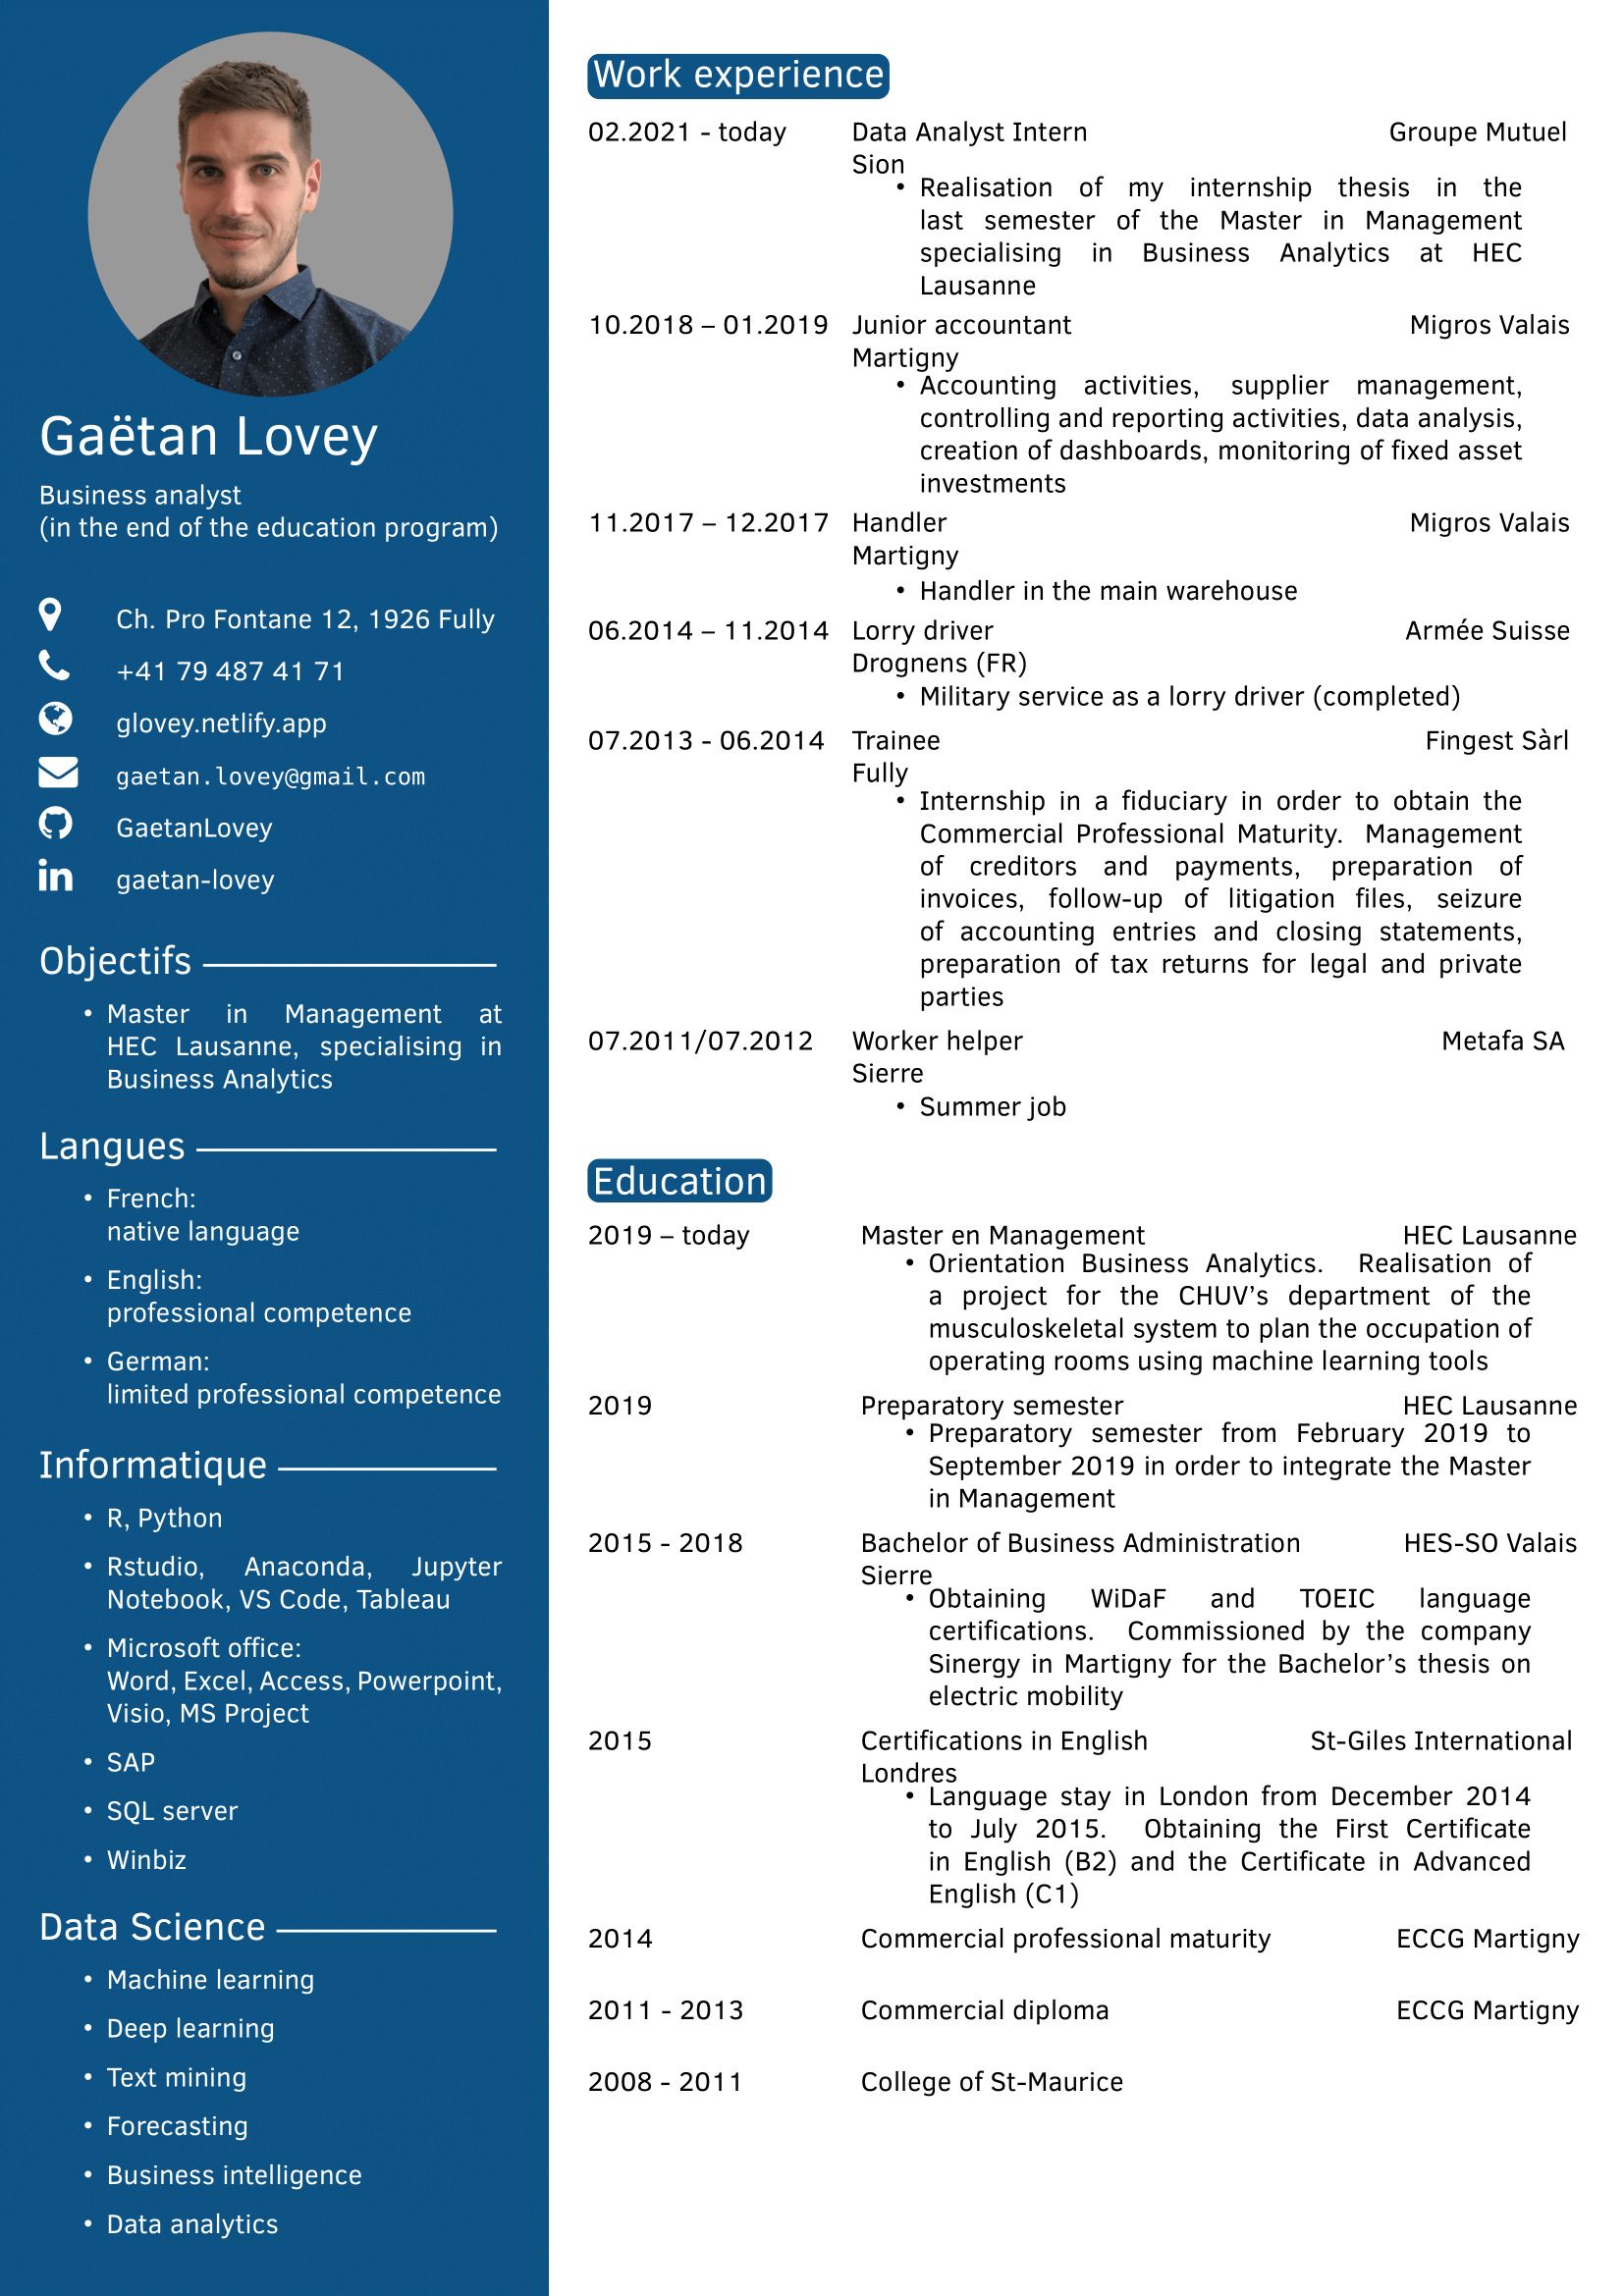 Gaëtan Lovey
Business analyst
(in the end of the education program)
Ch. Pro Fontane 12, 1926 Fully
+41 79 487 41 71
glovey.netlify.app
gaetan.lovey@gmail.com
GaetanLovey
in gaetan-lovey
Objectifs
• Master in Management at
HEC Lausanne, specialising in
Business Analytics
Langues
• French:
native language
• English:
professional competence
• German:
limited professional competence
Informatique
• R, Python
• Rstudio, Anaconda, Jupyter
Notebook, VS Code, Tableau
• Microsoft office:
Word, Excel, Access, Powerpoint,
Visio, MS Project
• SAP
• SQL server
• Winbiz
Data Science
• Machine learning
• Deep learning
• Text mining
• Forecasting
• Business intelligence
• Data analytics
Work experience
02.2021 - today Data Analyst Intern Groupe Mutuel
Sion
• Realisation of my internship thesis in the
last semester of the Master in Management
specialising in Business Analytics at HEC
Lausanne
10.2018 – 01.2019 Junior accountant Migros Valais
Martigny
• Accounting activities, supplier management,
controlling and reporting activities, data analysis,
creation of dashboards, monitoring of fixed asset
investments
11.2017 – 12.2017 Handler Migros Valais
Martigny
• Handler in the main warehouse
06.2014 – 11.2014 Lorry driver Armée Suisse
Drognens (FR)
• Military service as a lorry driver (completed)
07.2013 - 06.2014 Trainee Fingest Sàrl
Fully
• Internship in a fiduciary in order to obtain the
Commercial Professional Maturity. Management
of creditors and payments, preparation of
invoices, follow-up of litigation files, seizure
of accounting entries and closing statements,
preparation of tax returns for legal and private
parties
07.2011/07.2012 Worker helper Metafa SA
Sierre
• Summer job
Education
2019 – today Master en Management HEC Lausanne
• Orientation Business Analytics. Realisation of
a project for the CHUV's department of the
musculoskeletal system to plan the occupation of
operating rooms using machine learning tools
2019 Preparatory semester HEC Lausanne
• Preparatory semester from February 2019 to
September 2019 in order to integrate the Master
in Management
2015 - 2018 Bachelor of Business Administration HES-SO Valais
Sierre
• Obtaining WiDaF and TOEIC language
certifications. Commissioned by the company
Sinergy in Martigny for the Bachelor's thesis on
electric mobility
2015 Certifications in English St-Giles International
Londres
• Language stay in London from December 2014
to July 2015. Obtaining the First Certificate
in English (B2) and the Certificate in Advanced
English (C1)
2014 Commercial professional maturity ECCG Martigny
2011 - 2013 Commercial diploma ECCG Martigny
2008 - 2011 College of St-Maurice